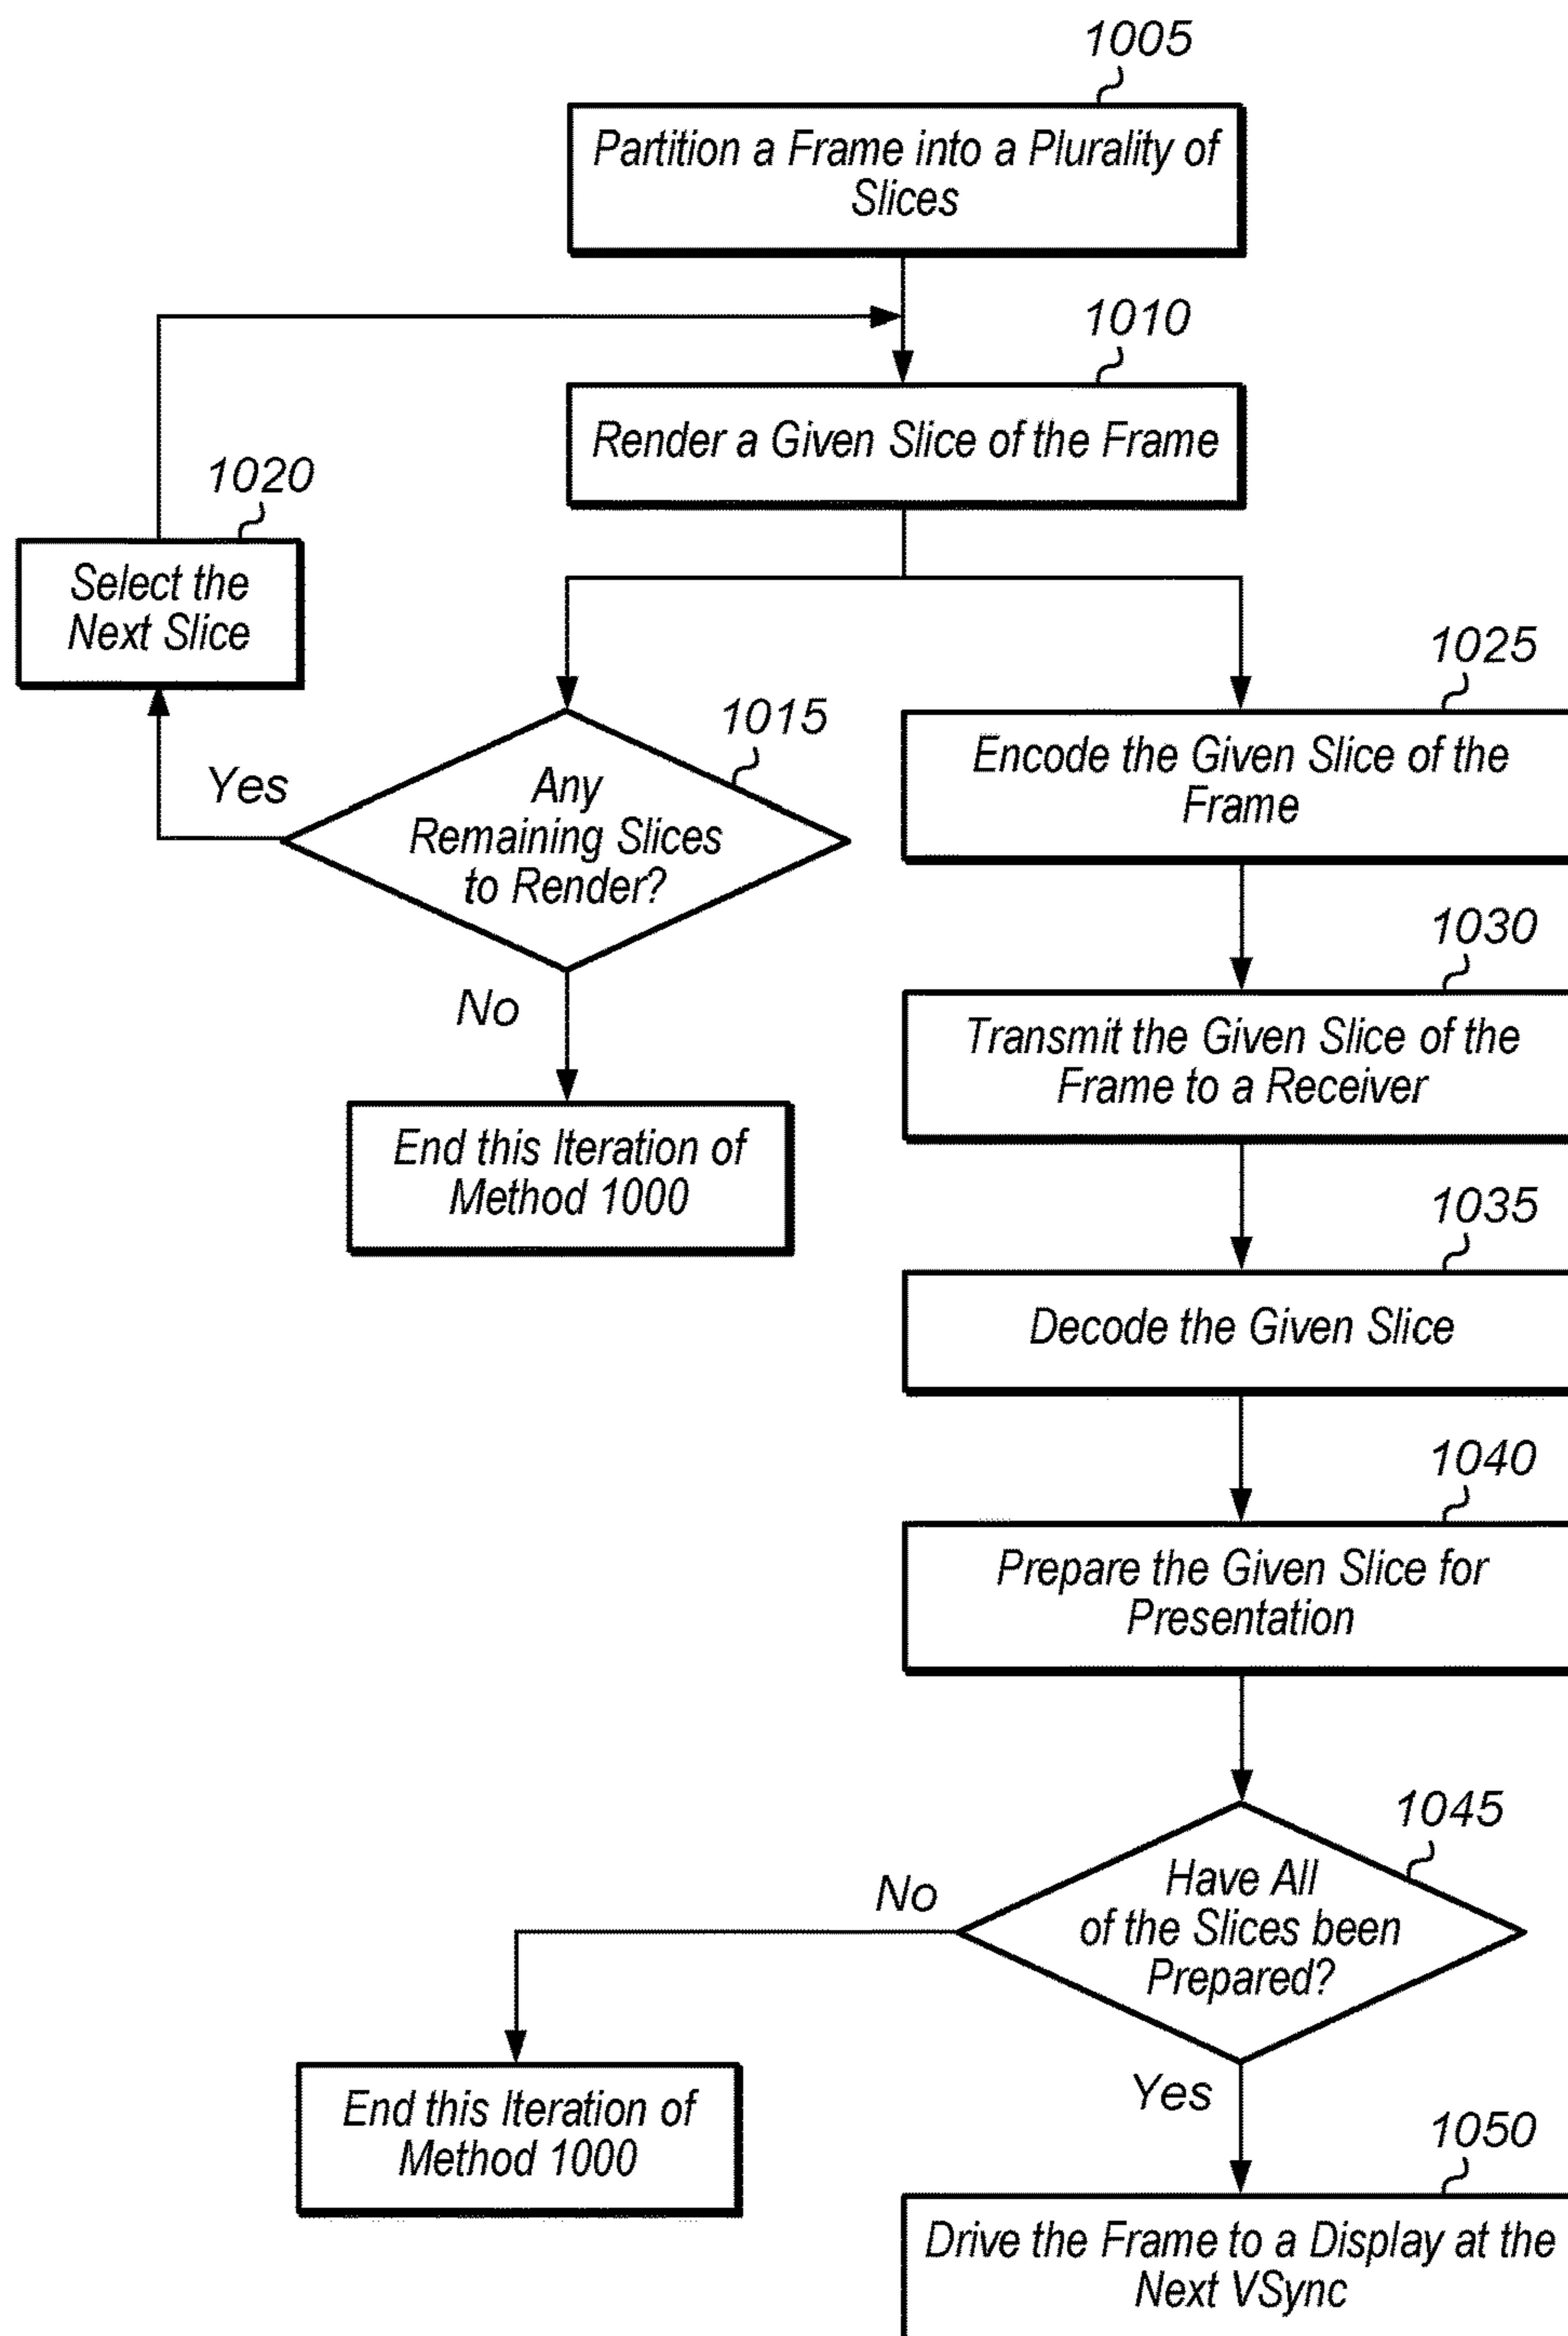 1005
Partition a Frame into a Plurality of
Slices
1010
Render a Given Slice of the Frame
1020
Select the
Next Slice
1015
Yes
Any
Remaining Slices
to Render?
No
End this Iteration of
Method 1000
1025
Encode the Given Slice of the
Frame
1030
Transmit the Given Slice of the
Frame to a Receiver
1035
Decode the Given Slice
1040
Prepare the Given Slice for
Presentation
1045
Have All
of the Slices been
Prepared?
No
End this Iteration of
Method 1000
Yes
1050
Drive the Frame to a Display at the
Next VSync